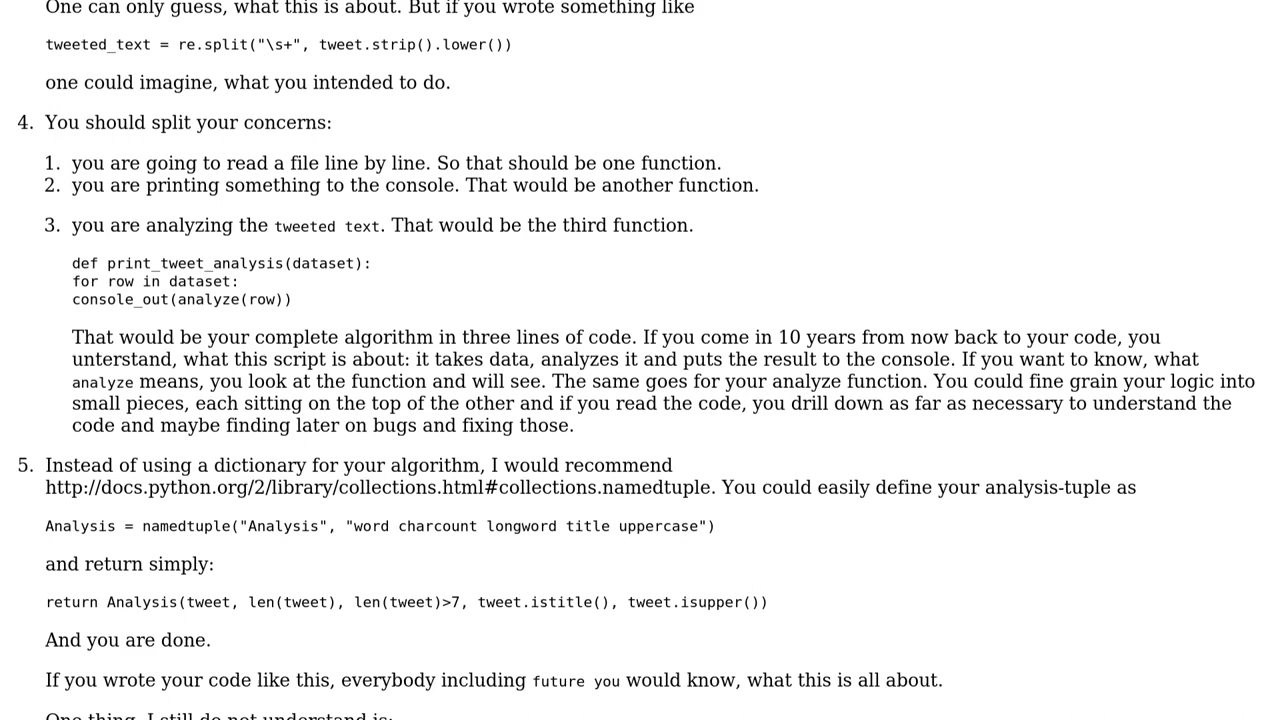 One can only guess, what this is about. But if you wrote something like
tweeted_text = re.split("\s+", tweet.strip().lower())
one could imagine, what you intended to do.
4. You should split your concerns:
1. you are going to read a file line by line. So that should be one function.
2. you are printing something to the console. That would be another function.
3. you are analyzing the tweeted text. That would be the third function.
def print_tweet_analysis(dataset):
for row in dataset:
console_out(analyze(row))
That would be your complete algorithm in three lines of code. If you come in 10 years from now back to your code, you
unterstand, what this script is about: it takes data, analyzes it and puts the result to the console. If you want to know, what
analyze means, you look at the function and will see. The same goes for your analyze function. You could fine grain your logic into
small pieces, each sitting on the top of the other and if you read the code, you drill down as far as necessary to understand the
code and maybe finding later on bugs and fixing those.
5. Instead of using a dictionary for your algorithm, I would recommend
http://docs.python.org/2/library/collections.html#collections.namedtuple. You could easily define your analysis-tuple as
Analysis = namedtuple("Analysis", "word charcount longword title uppercase")
and return simply:
return Analysis(tweet, len(tweet), len(tweet)>7, tweet.istitle(), tweet.isupper())
And you are done.
If you wrote your code like this, everybody including future you would know, what this is all about.
One thing, I still do not understand is: